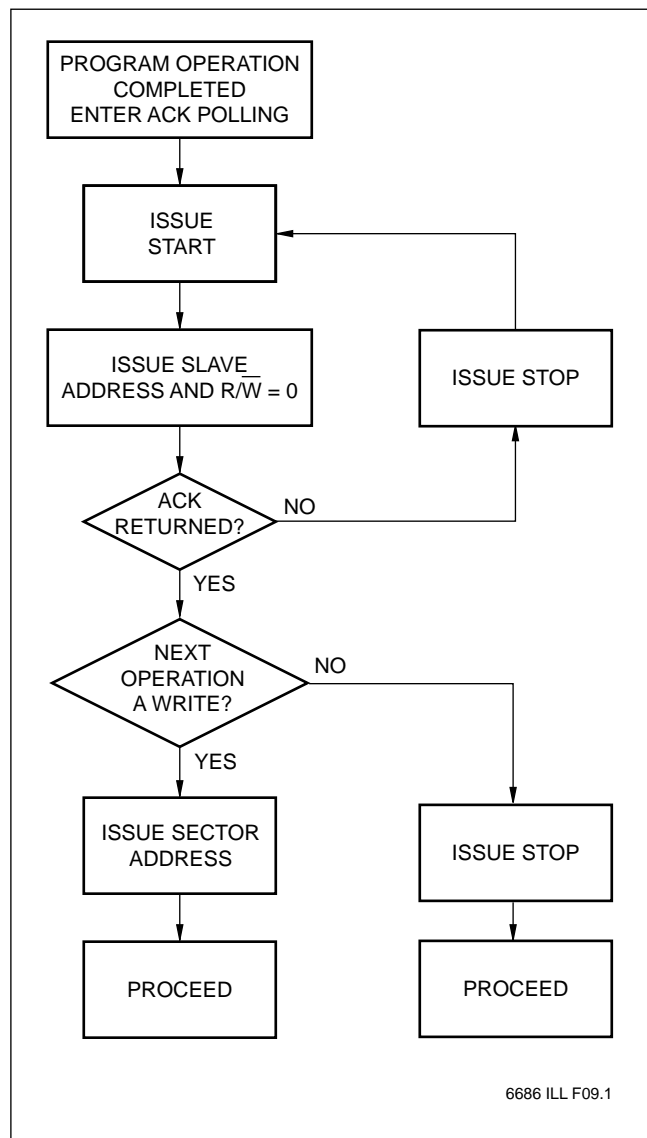 PROGRAM OPERATION
COMPLETED
ENTER ACK POLLING
ISSUE
START
ISSUE SLAVE
ADDRESS AND R/W̅ = 0
ISSUE STOP
ACK
RETURNED?
NO
YES
NEXT
OPERATION
A WRITE?
NO
YES
ISSUE SECTOR
ADDRESS
ISSUE STOP
PROCEED
PROCEED
6686 ILL F09.1